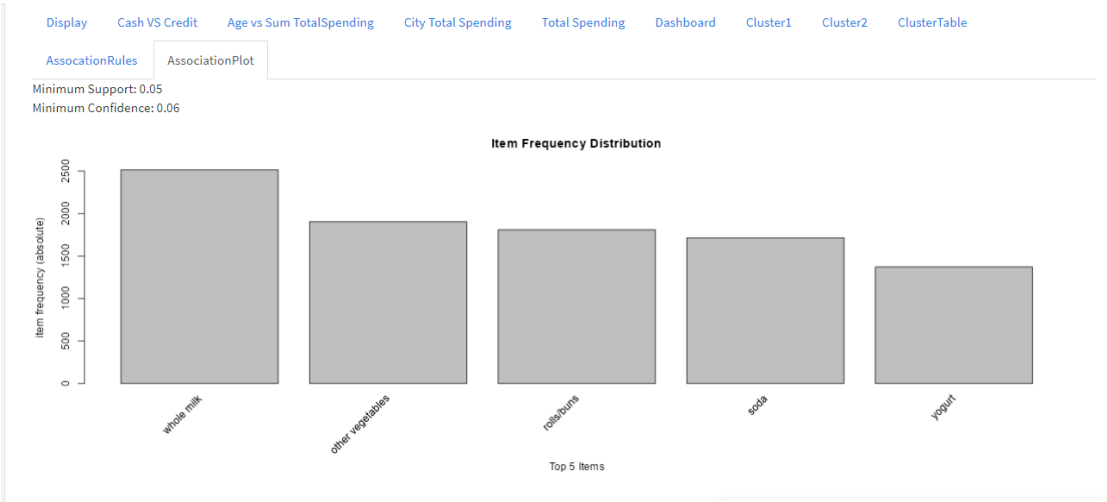 Display Cash VS Credit Age vs Sum TotalSpending City Total Spending Total Spending Dashboard Cluster1 Cluster2 ClusterTable
AssocationRules AssociationPlot
Minimum Support: 0.05
Minimum Confidence: 0.06
Item Frequency Distribution
item frequency (absolute)
2500
2000
1500
1000
500
0
whole milk other vegetables rolls/buns soda yogurt
Top 5 Items